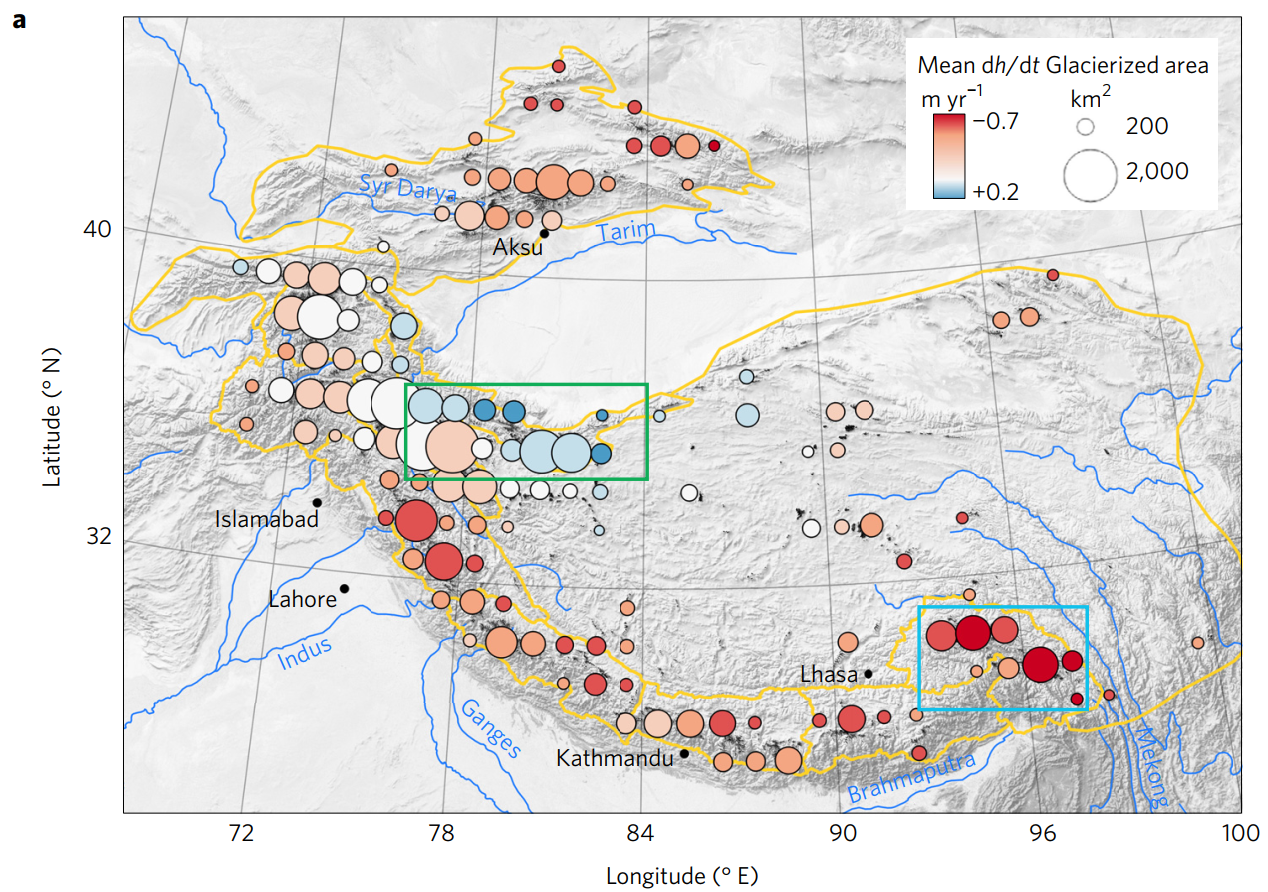 a
Mean dh/dt Glacierized area
m yr⁻¹ km²
−0.7 200
2,000
+0.2
Syr Darya
40
Aksu
Tarim
Latitude (° N)
Islamabad
32
Lahore
Indus
Lhasa
Ganges
Kathmandu
Brahmaputra
Mekong
72 78 84 90 96 100
Longitude (° E)